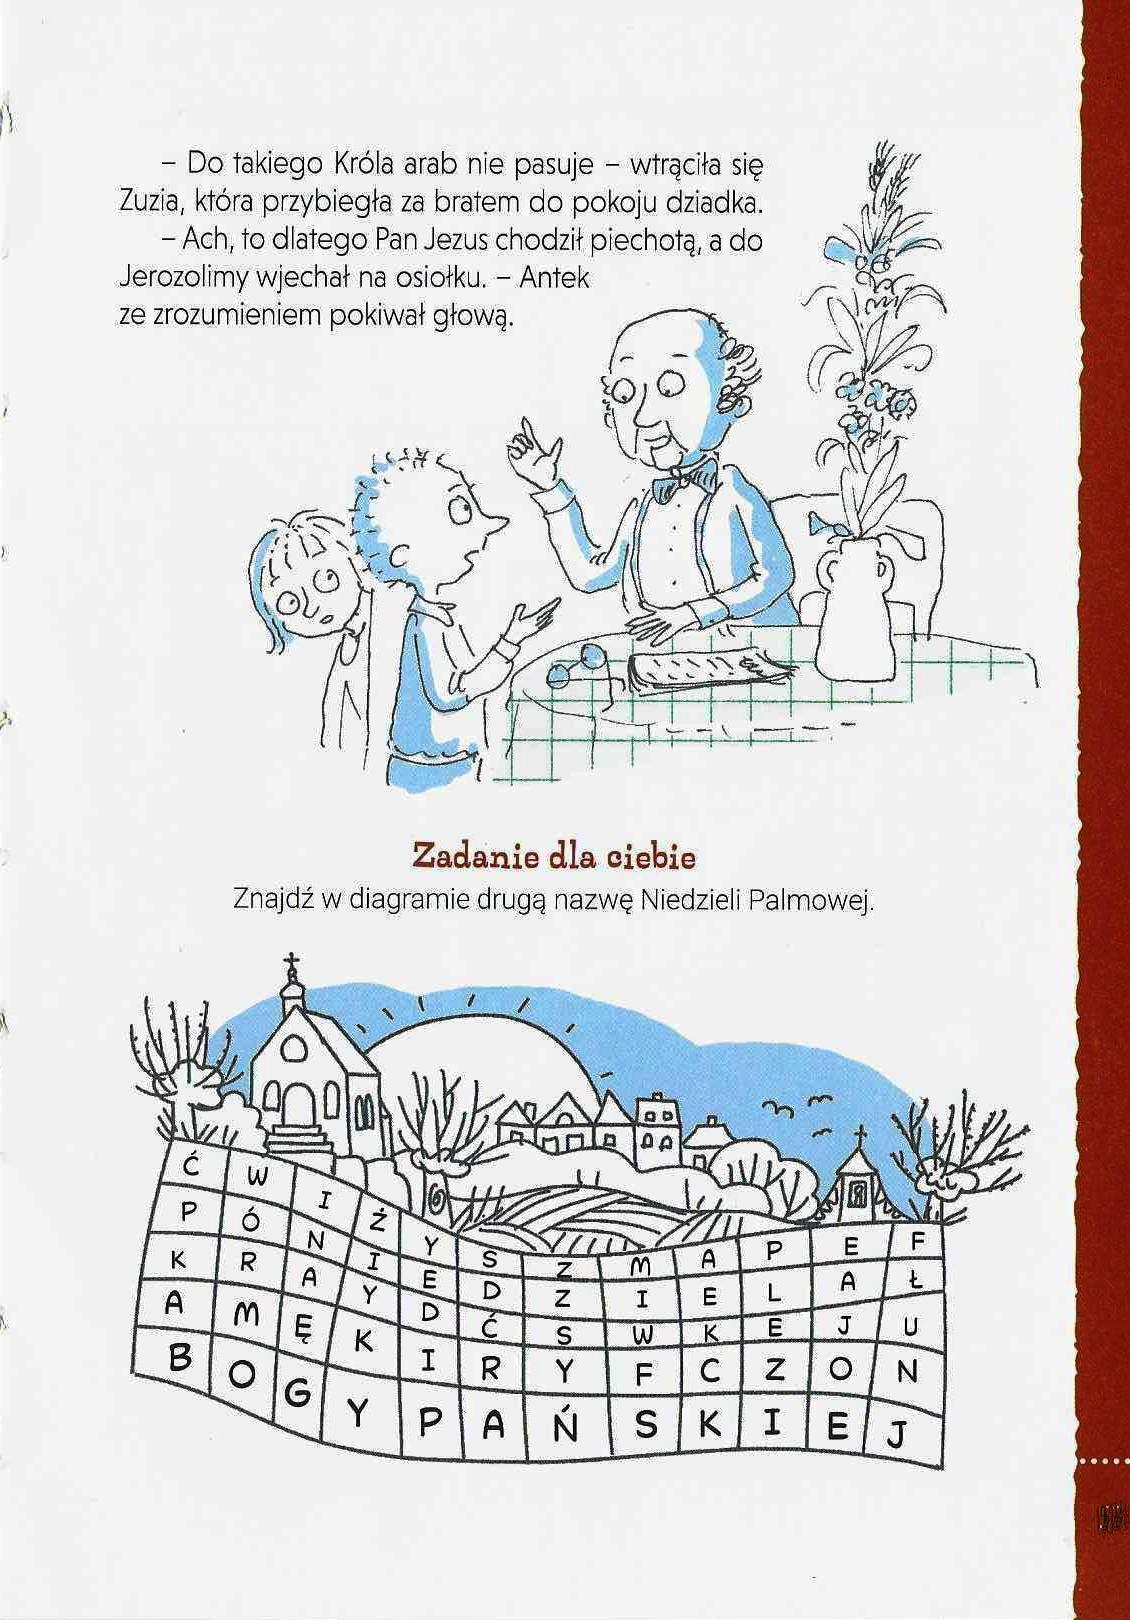 – Do takiego Króla arab nie pasuje – wtrąciła się
Zuzia, która przybiegła za bratem do pokoju dziadka.
– Ach, to dlatego Pan Jezus chodził piechotą, a do
Jerozolimy wjechał na osiołku. – Antek
ze zrozumieniem pokiwał głową.
Zadanie dla ciebie
Znajdź w diagramie drugą nazwę Niedzieli Palmowej.
Ć W I Ż Y S Z M A P E F
P Ó N I E D Z I E L A Ł
K R A Y D Ć S W K E J U
A M Ę K I R Y F C Z O N
B O G Y P A Ń S K I E J